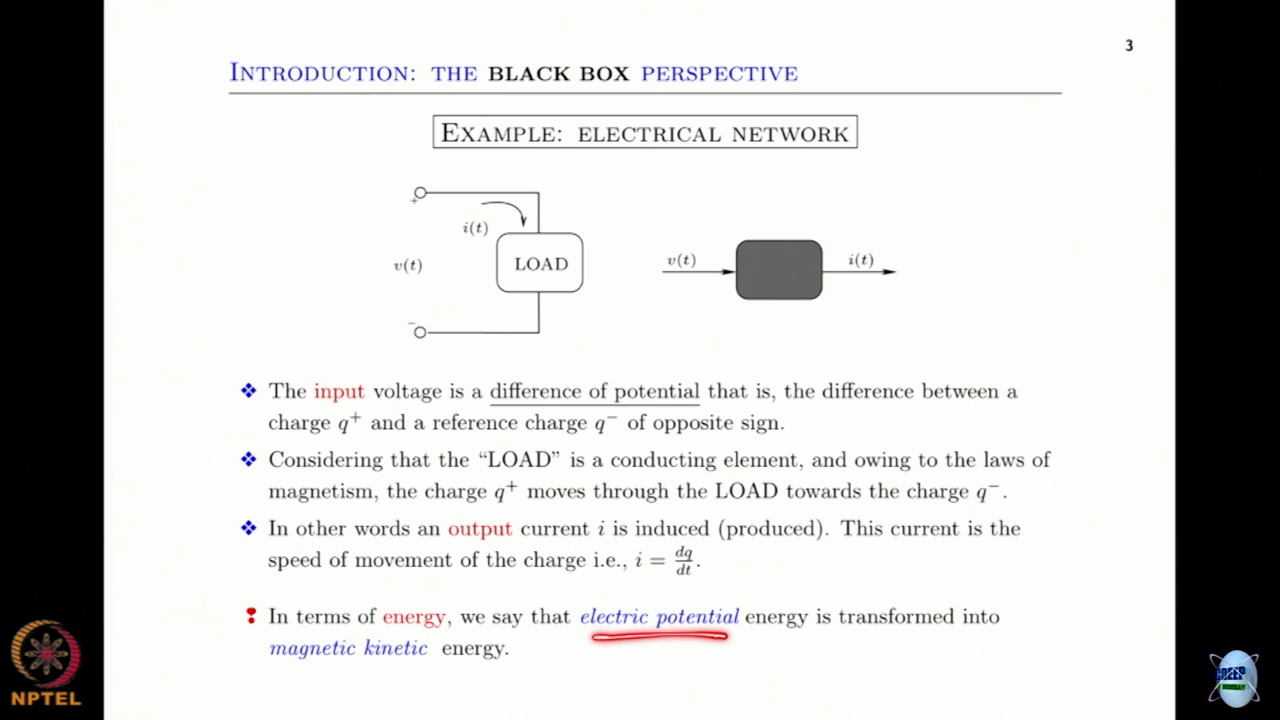 3
INTRODUCTION: THE BLACK BOX PERSPECTIVE
EXAMPLE: ELECTRICAL NETWORK
+
i(t)
v(t)
LOAD
−
v(t)
i(t)
❖ The input voltage is a difference of potential that is, the difference between a
charge q⁺ and a reference charge q⁻ of opposite sign.
❖ Considering that the “LOAD” is a conducting element, and owing to the laws of
magnetism, the charge q⁺ moves through the LOAD towards the charge q⁻.
❖ In other words an output current i is induced (produced). This current is the
speed of movement of the charge i.e., i = dq/dt.
❢ In terms of energy, we say that electric potential energy is transformed into
magnetic kinetic energy.
NPTEL
CDEEP
BOMBAY